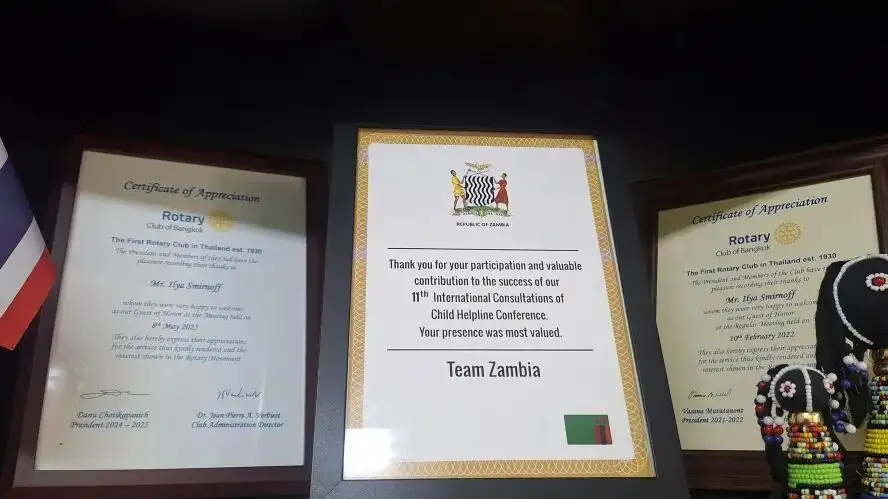 Certificate of Appreciation
Rotary
Club of Bangkok
The First Rotary Club in Thailand est. 1930
The President and Members of the Club have the
pleasure recording their thanks to
Mr. Ilya Smirnoff
whom they were very happy to welcome
as our Guest of Honor at the Meeting held on
8th May 2025
They also hereby express their appreciations
for the service thus kindly rendered and the
interest shown in the Rotary Movement
Danu Chotikapanich
President 2024 – 2025
Dr. Jean-Pierre A. Verbiest
Club Administration Director
REPUBLIC OF ZAMBIA
Thank you for your participation and valuable
contribution to the success of our
11th International Consultations of
Child Helpline Conference.
Your presence was most valued.
Team Zambia
Certificate of Appreciation
Rotary
Club of Bangkok
The First Rotary Club in Thailand est. 1930
The President and Members of the Club have
pleasure recording their thanks to
Mr. Ilya Smirnoff
whom they were very happy to welcome
as our Guest of Honor
at the Regular Meeting held on
10th February 2022
They also hereby express their
for the service thus kindly rendered and
interest shown in the Rotary
Vasana Mututanont
President 2021-2022